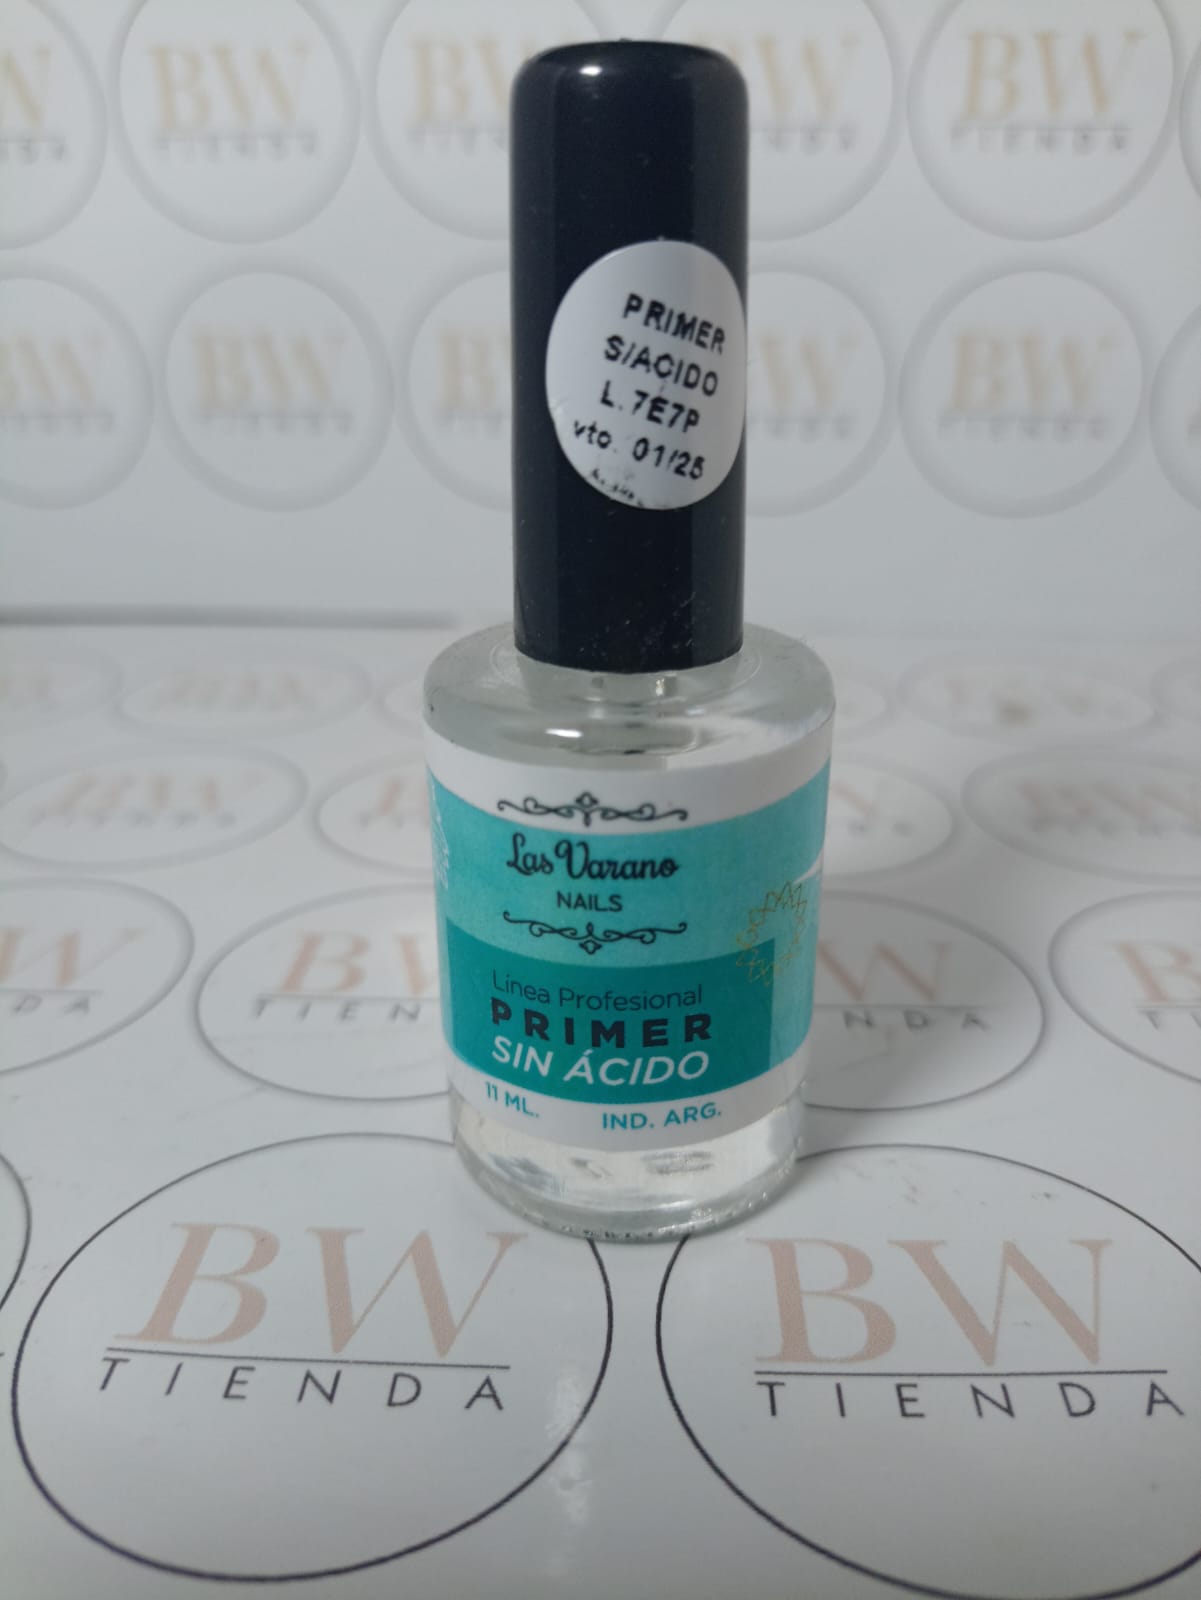 PRIMER
S/ACIDO
L.7E7P
vto. 01/25
Las Varano
NAILS
Línea Profesional
PRIMER
SIN ÁCIDO
11 ML. IND. ARG.
BW
TIENDA
BW
TIENDA